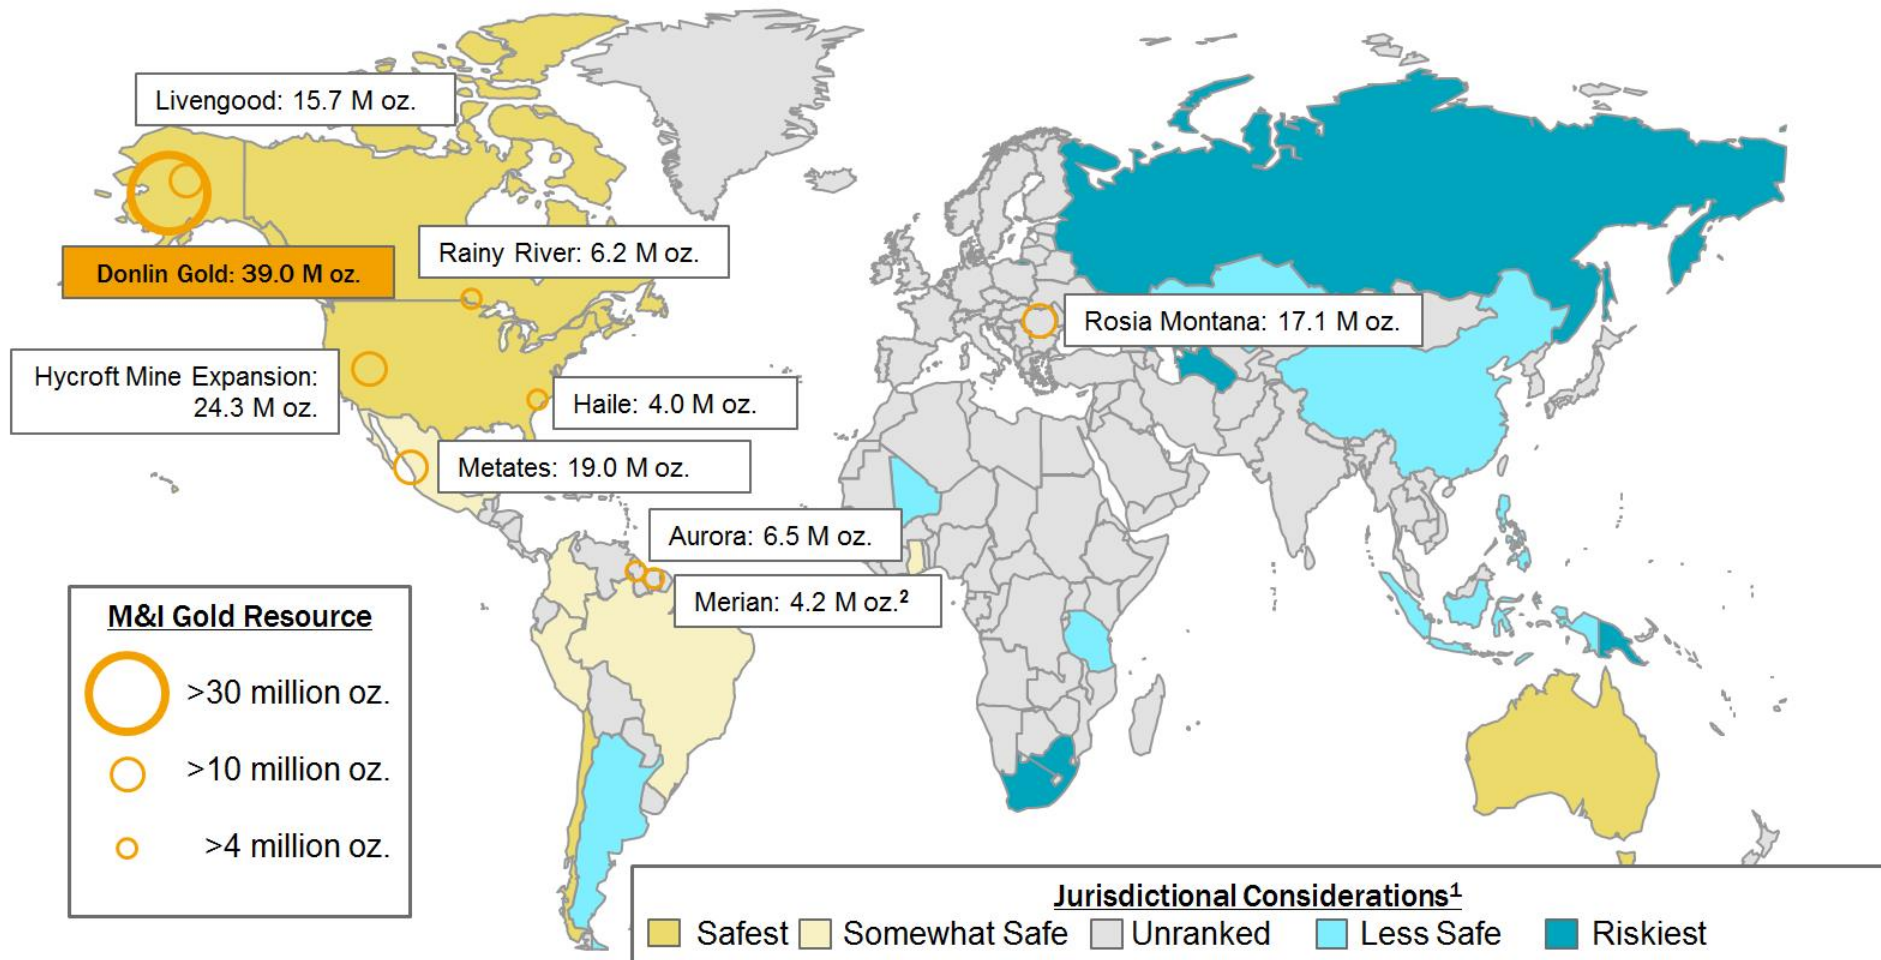 Livengood: 15.7 M oz.
Rainy River: 6.2 M oz.
Donlin Gold: 39.0 M oz.
Rosia Montana: 17.1 M oz.
Hycroft Mine Expansion:
24.3 M oz.
Haile: 4.0 M oz.
Metates: 19.0 M oz.
Aurora: 6.5 M oz.
Merian: 4.2 M oz.²
M&I Gold Resource
>30 million oz.
>10 million oz.
>4 million oz.
Jurisdictional Considerations¹
Safest Somewhat Safe Unranked Less Safe Riskiest